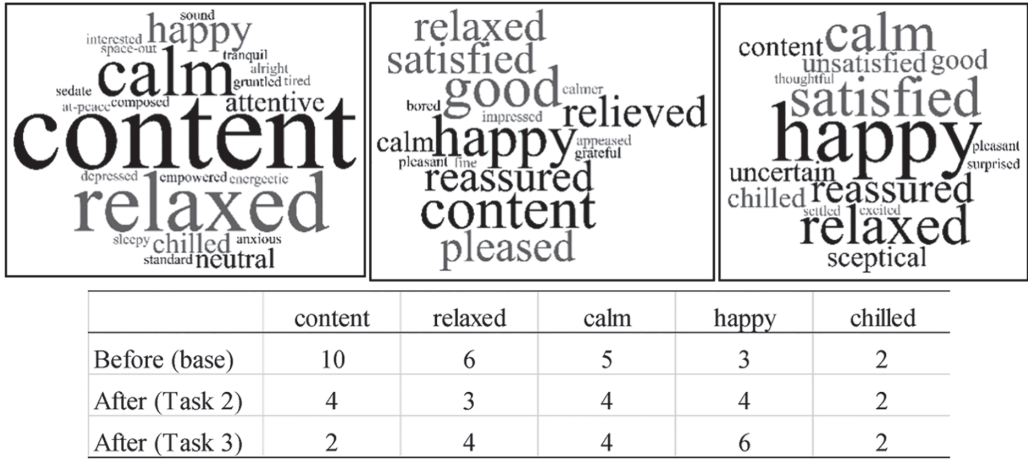 sound
happy
interested
space-out
tranquil
calm
alright
gruntled tired
sedate
at-peace composed
attentive
content
depressed empowered energeetic
relaxed
sleepy chilled anxious
standard neutral
relaxed
satisfied
good calmer
bored
impressed relieved
calm happy appeased
grateful
pleasant fine
reassured
content
pleased
content calm
unsatisfied good
thoughtful
satisfied
happy
pleasant
surprised
uncertain
chilled reassured
settled excited
relaxed
sceptical
content relaxed calm happy chilled
Before (base) 10 6 5 3 2
After (Task 2) 4 3 4 4 2
After (Task 3) 2 4 4 6 2